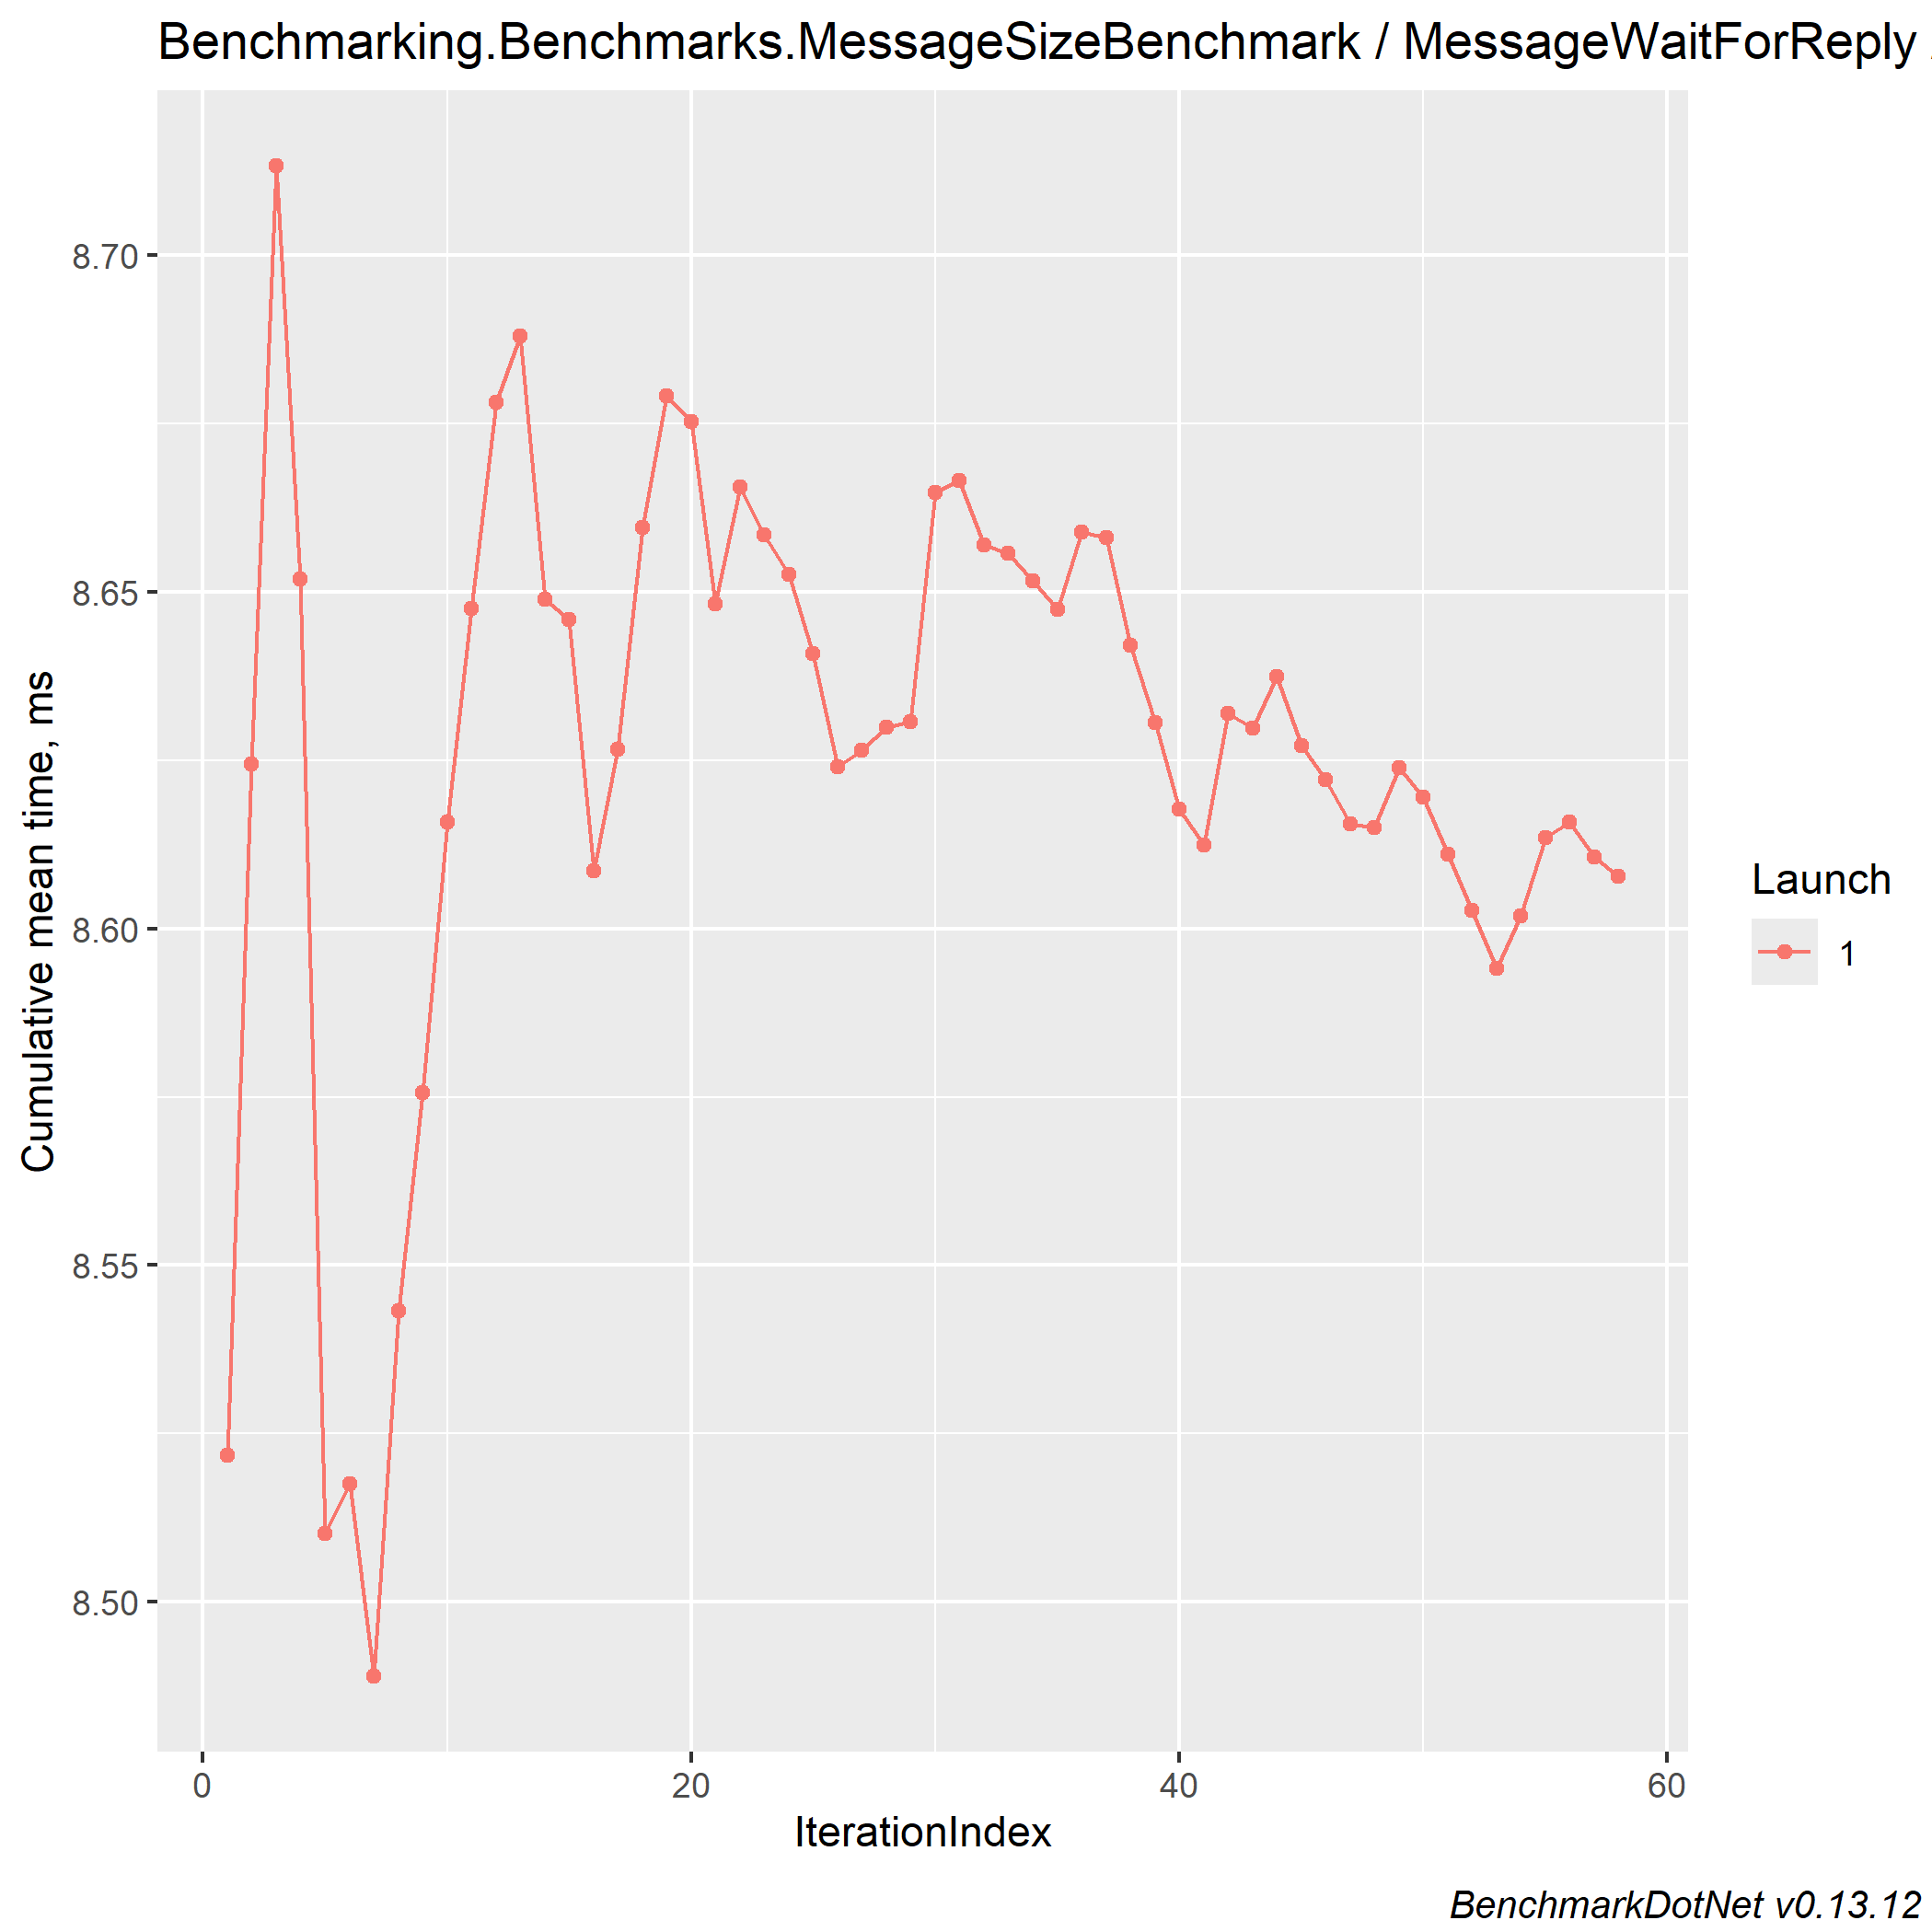 Benchmarking.Benchmarks.MessageSizeBenchmark / MessageWaitForReply
Cumulative mean time, ms
8.70
8.65
8.60
8.55
8.50
0 20 40 60
IterationIndex
Launch
1
BenchmarkDotNet v0.13.12